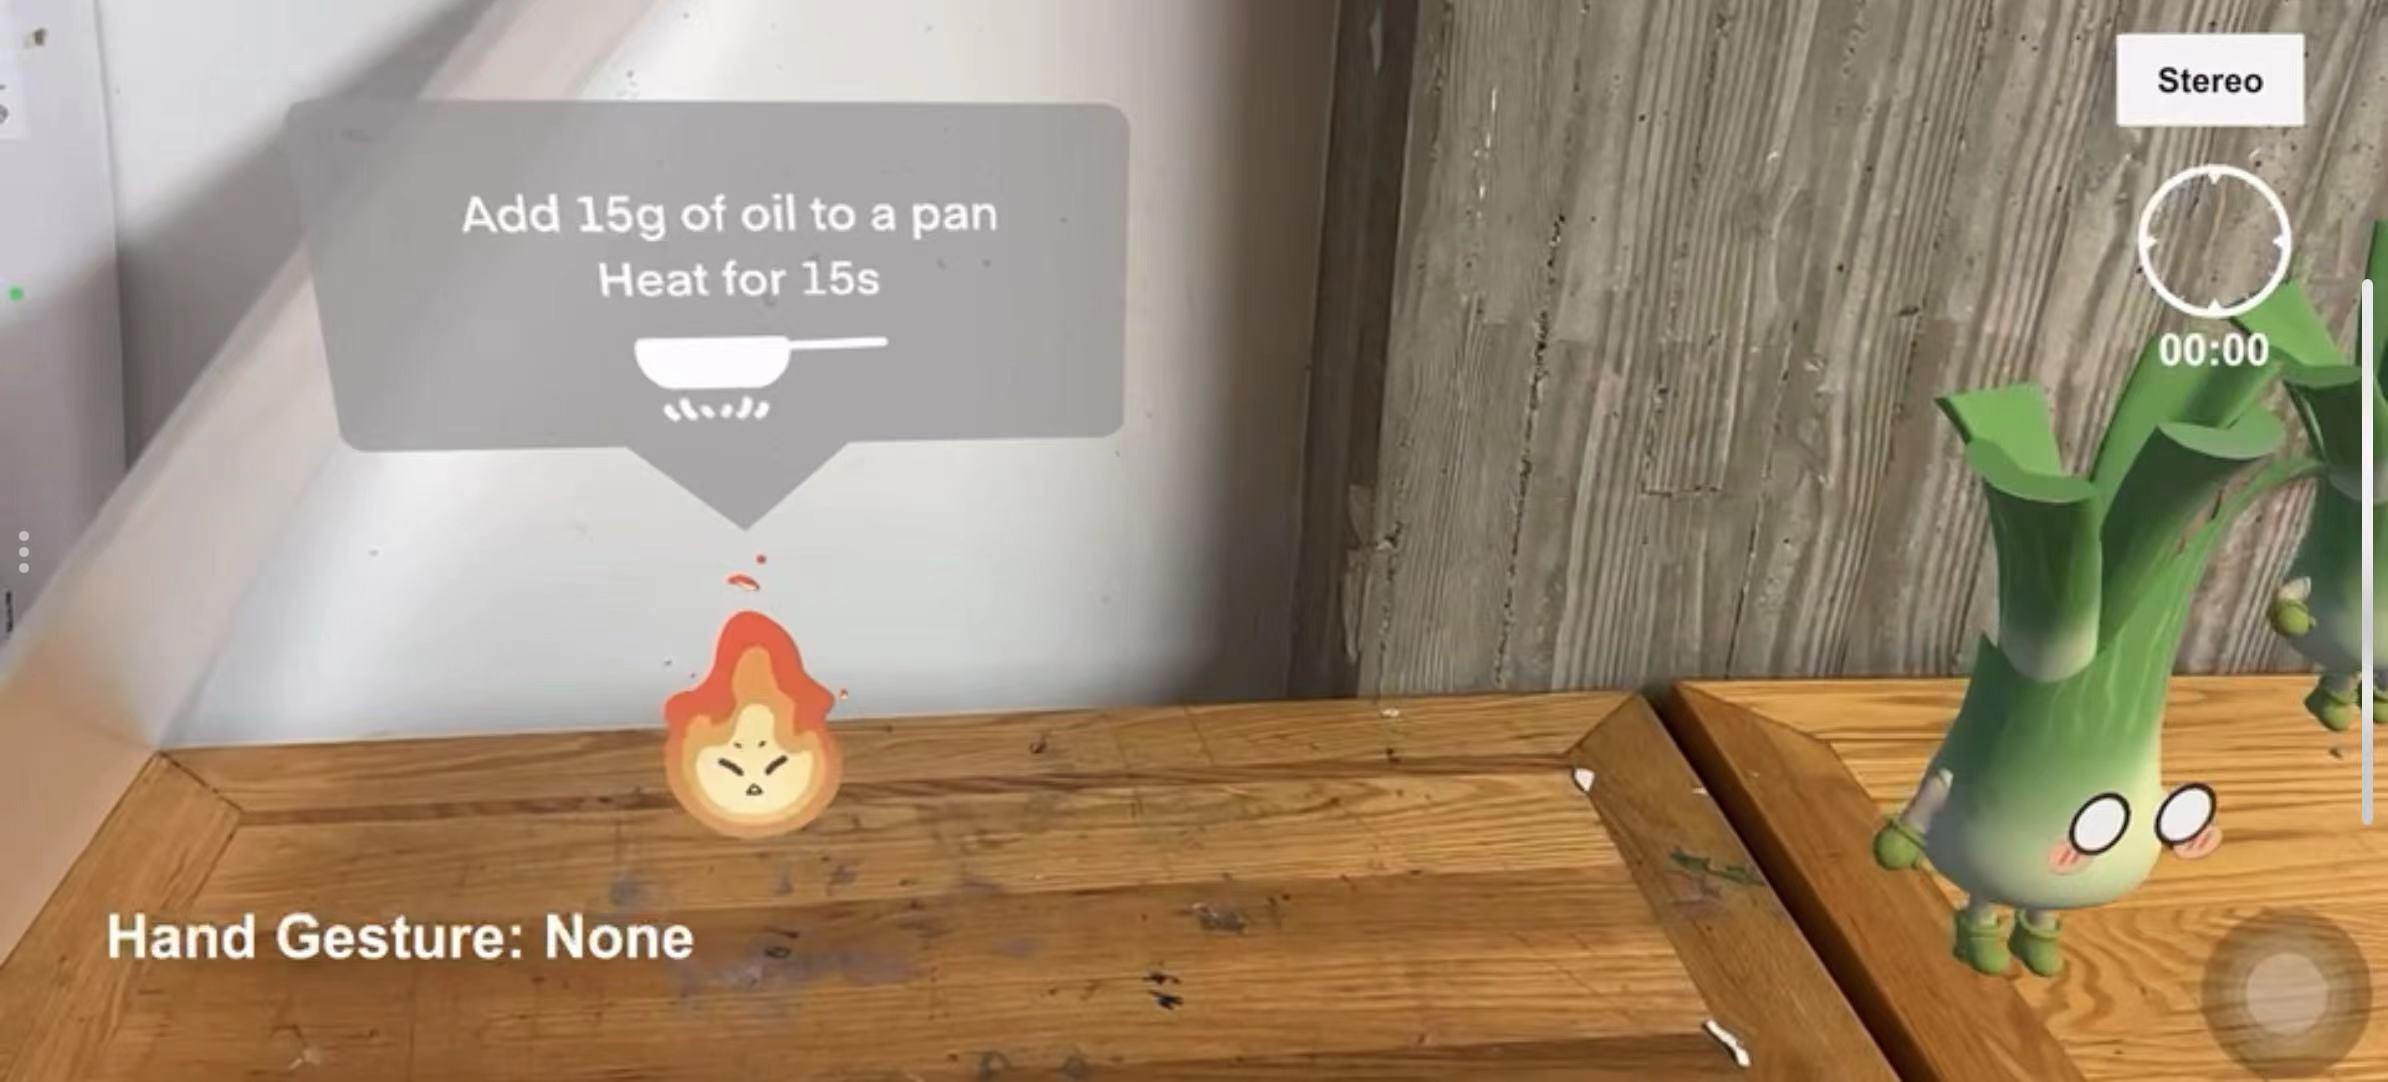 Stereo
Add 15g of oil to a pan
Heat for 15s
00:00
Hand Gesture: None